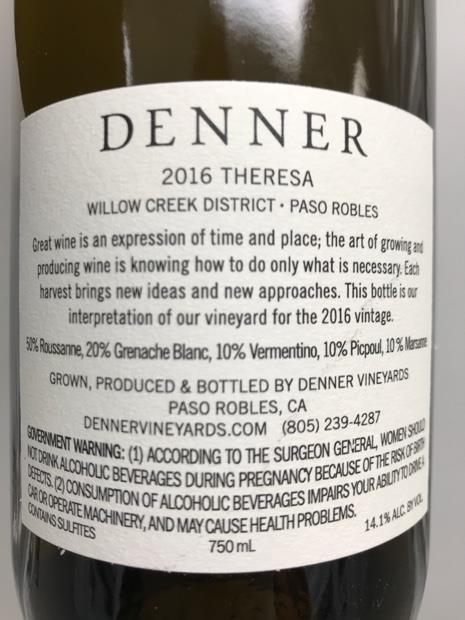 DENNER
2016 THERESA
WILLOW CREEK DISTRICT • PASO ROBLES
Great wine is an expression of time and place; the art of growing and
producing wine is knowing how to do only what is necessary. Each
harvest brings new ideas and new approaches. This bottle is our
interpretation of our vineyard for the 2016 vintage.
50% Roussanne, 20% Grenache Blanc, 10% Vermentino, 10% Picpoul, 10% Marsanne
GROWN, PRODUCED & BOTTLED BY DENNER VINEYARDS
PASO ROBLES, CA
DENNERVINEYARDS.COM (805) 239-4287
GOVERNMENT WARNING: (1) ACCORDING TO THE SURGEON GENERAL, WOMEN SHOULD
NOT DRINK ALCOHOLIC BEVERAGES DURING PREGNANCY BECAUSE OF THE RISK OF BIRTH
DEFECTS. (2) CONSUMPTION OF ALCOHOLIC BEVERAGES IMPAIRS YOUR ABILITY TO DRIVE A
CAR OR OPERATE MACHINERY, AND MAY CAUSE HEALTH PROBLEMS.
CONTAINS SULFITES 14.1% ALC. BY VOL.
750 mL